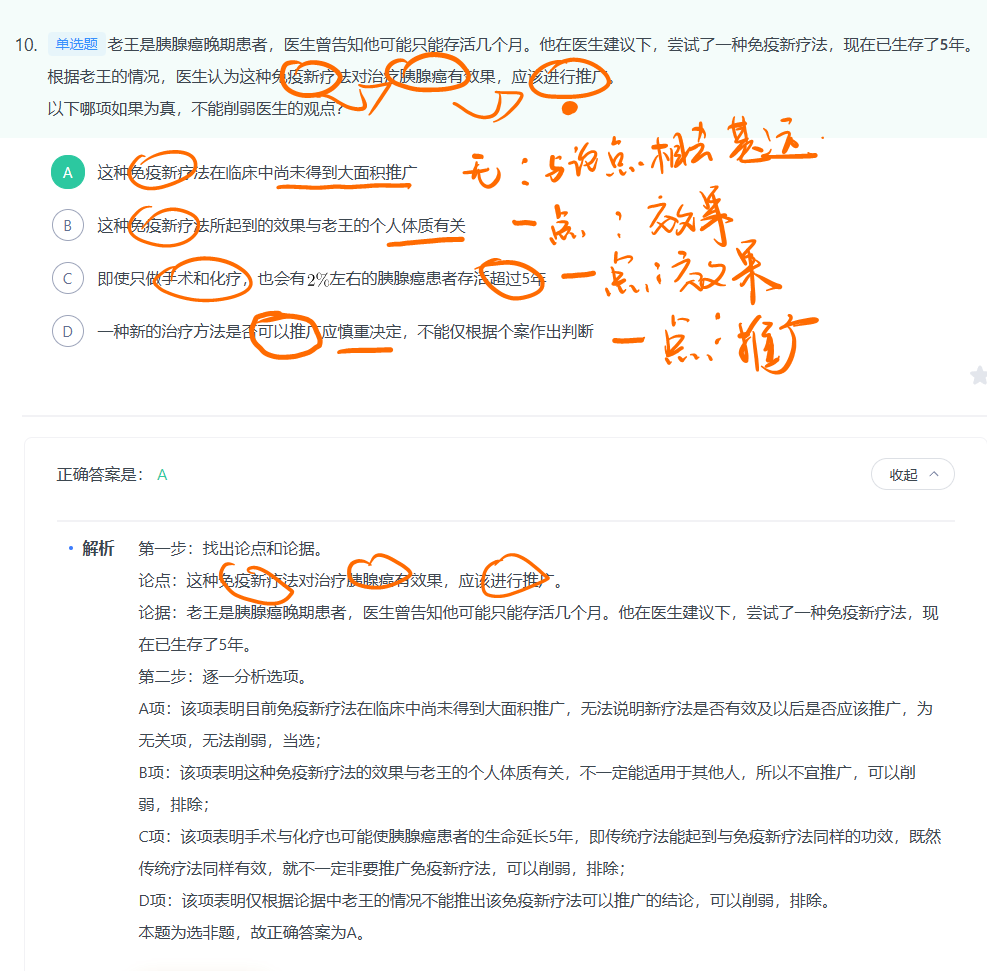 10. 单选题 老王是胰腺癌晚期患者，医生曾告知他可能只能存活几个月。他在医生建议下，尝试了一种免疫新疗法，现在已生存了5年。
根据老王的情况，医生认为这种免疫新疗法对治疗胰腺癌有效果，应该进行推广。
以下哪项如果为真，不能削弱医生的观点？
A 这种免疫新疗法在临床中尚未得到大面积推广
无：与论点相去甚远.
B 这种免疫新疗法所起到的效果与老王的个人体质有关
一点：效果
C 即使只做手术和化疗，也会有2%左右的胰腺癌患者存活超过5年
一点：效果
D 一种新的治疗方法是否可以推广应慎重决定，不能仅根据个案作出判断
一点：推广
正确答案是： A
收起
• 解析 第一步：找出论点和论据。
论点：这种免疫新疗法对治疗胰腺癌有效果，应该进行推广。
论据：老王是胰腺癌晚期患者，医生曾告知他可能只能存活几个月。他在医生建议下，尝试了一种免疫新疗法，现
在已生存了5年。
第二步：逐一分析选项。
A项：该项表明目前免疫新疗法在临床中尚未得到大面积推广，无法说明新疗法是否有效及以后是否应该推广，为
无关项，无法削弱，当选；
B项：该项表明这种免疫新疗法的效果与老王的个人体质有关，不一定能适用于其他人，所以不宜推广，可以削
弱，排除；
C项：该项表明手术与化疗也可能使胰腺癌患者的生命延长5年，即传统疗法能起到与免疫新疗法同样的功效，既然
传统疗法同样有效，就不一定非要推广免疫新疗法，可以削弱，排除；
D项：该项表明仅根据论据中老王的情况不能推出该免疫新疗法可以推广的结论，可以削弱，排除。
本题为选非题，故正确答案为A。